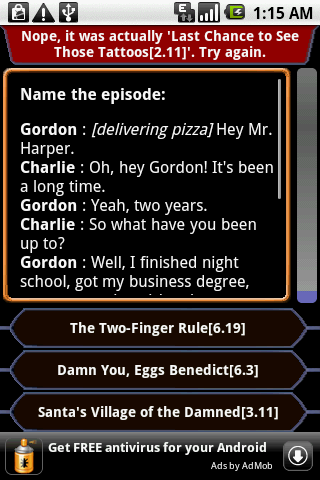 1:15 AM
Nope, it was actually 'Last Chance to See
Those Tattoos[2.11]'. Try again.
Name the episode:
Gordon : [delivering pizza] Hey Mr.
Harper.
Charlie : Oh, hey Gordon! It's been
a long time.
Gordon : Yeah, two years.
Charlie : So what have you been
up to?
Gordon : Well, I finished night
school, got my business degree,
The Two-Finger Rule[6.19]
Damn You, Eggs Benedict[6.3]
Santa's Village of the Damned[3.11]
Get FREE antivirus for your Android
Ads by AdMob